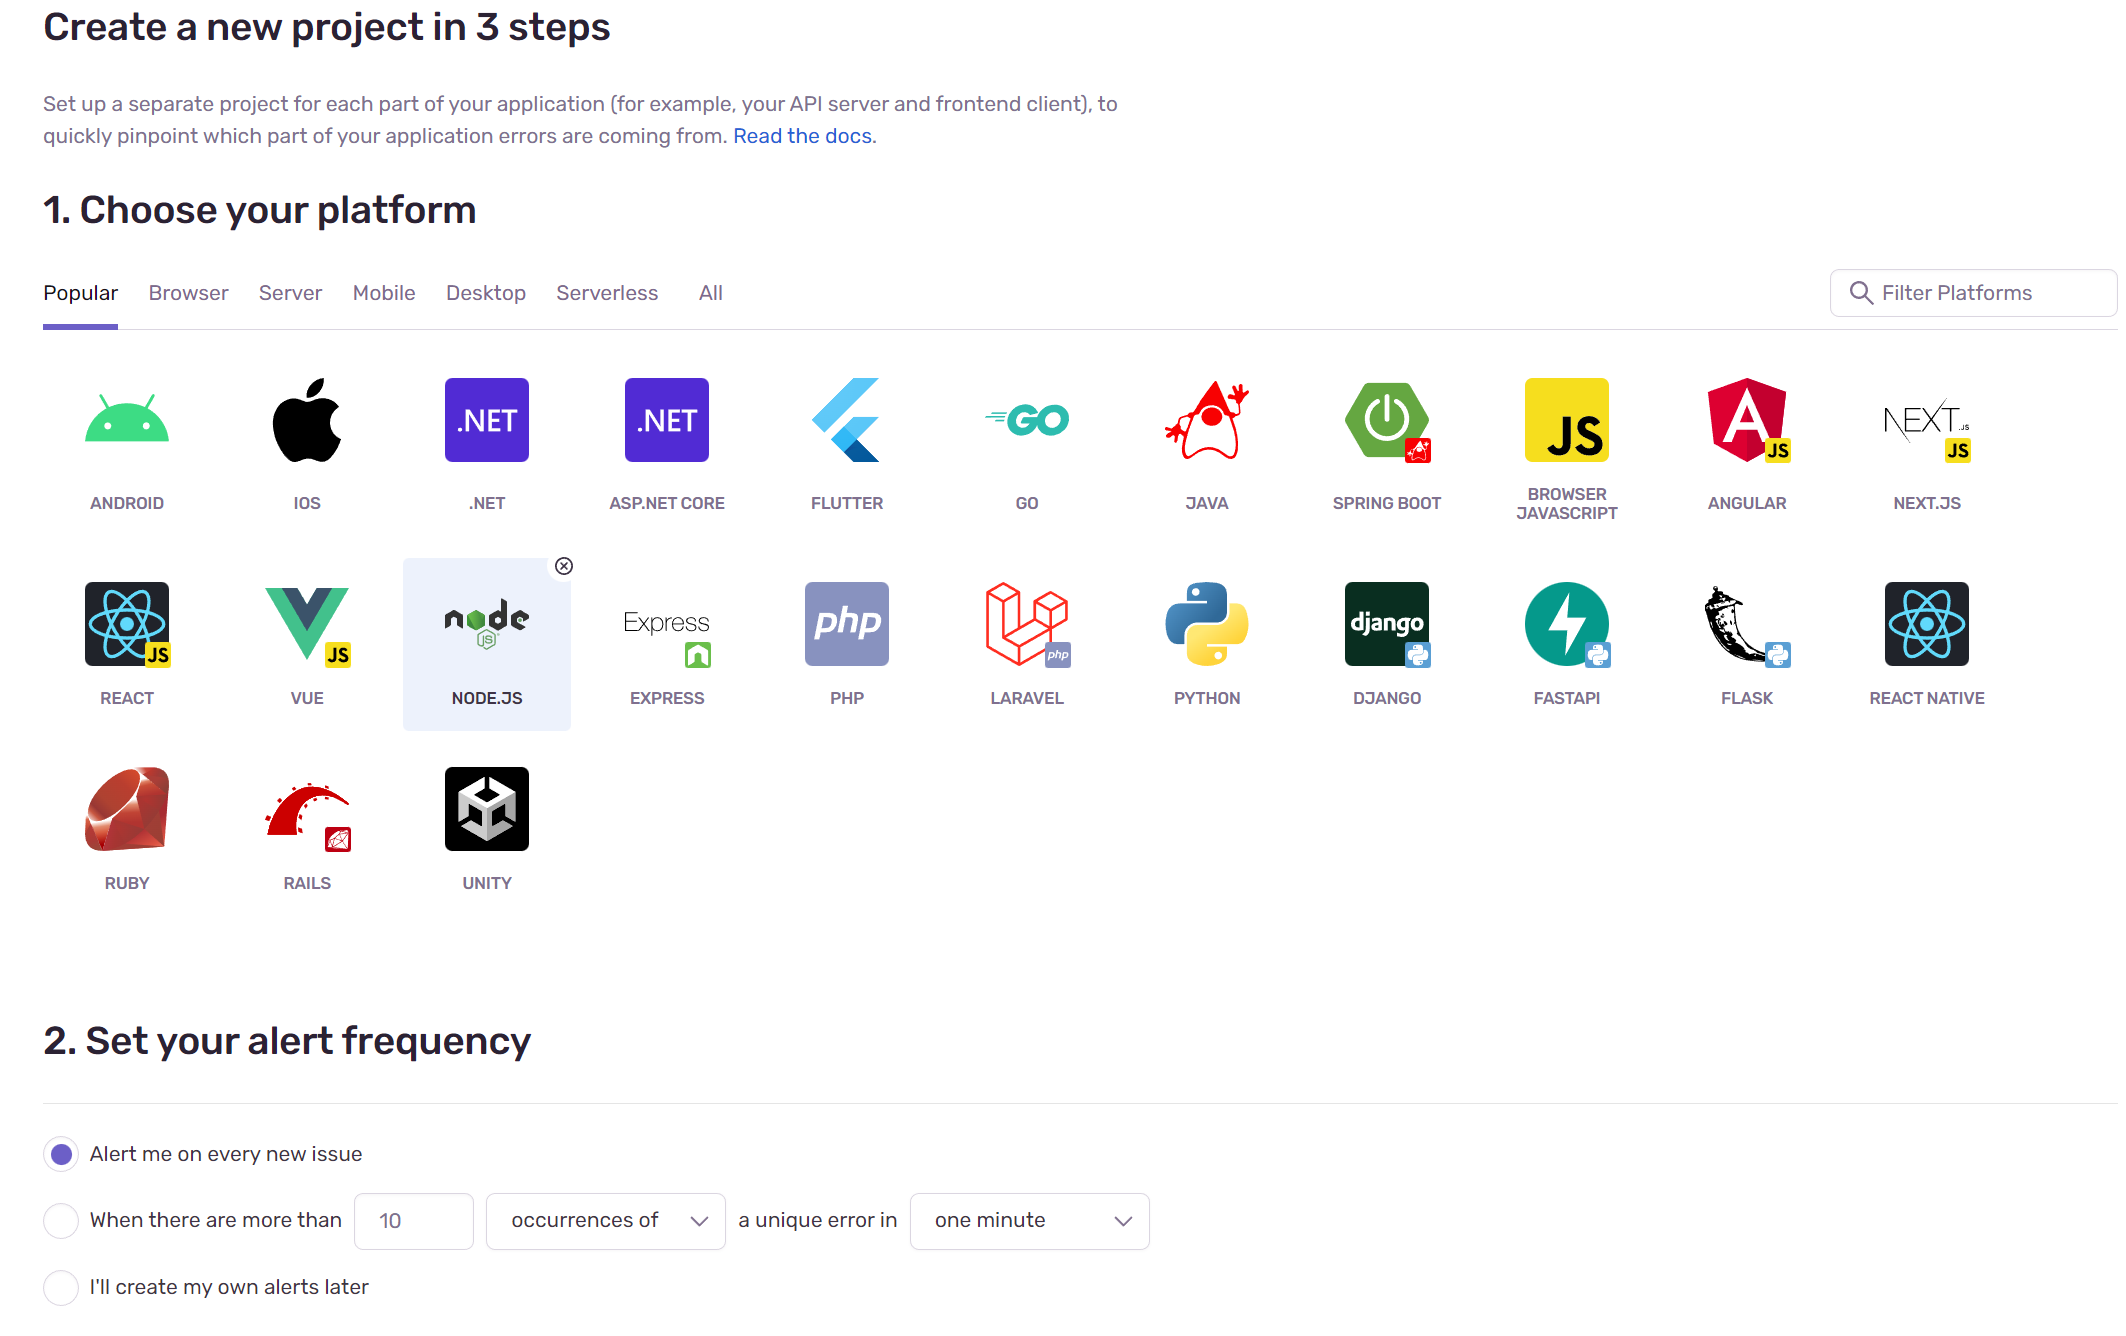 Create a new project in 3 steps
Set up a separate project for each part of your application (for example, your API server and frontend client), to
quickly pinpoint which part of your application errors are coming from. Read the docs.
1. Choose your platform
Popular Browser Server Mobile Desktop Serverless All Filter Platforms
.NET .NET GO JS JS NEXT.JS JS
ANDROID IOS .NET ASP.NET CORE FLUTTER GO JAVA SPRING BOOT BROWSER JAVASCRIPT ANGULAR NEXT.JS
JS JS node JS Express php php django
REACT VUE NODE.JS EXPRESS PHP LARAVEL PYTHON DJANGO FASTAPI FLASK REACT NATIVE
RUBY RAILS UNITY
2. Set your alert frequency
Alert me on every new issue
When there are more than 10 occurrences of a unique error in one minute
I'll create my own alerts later